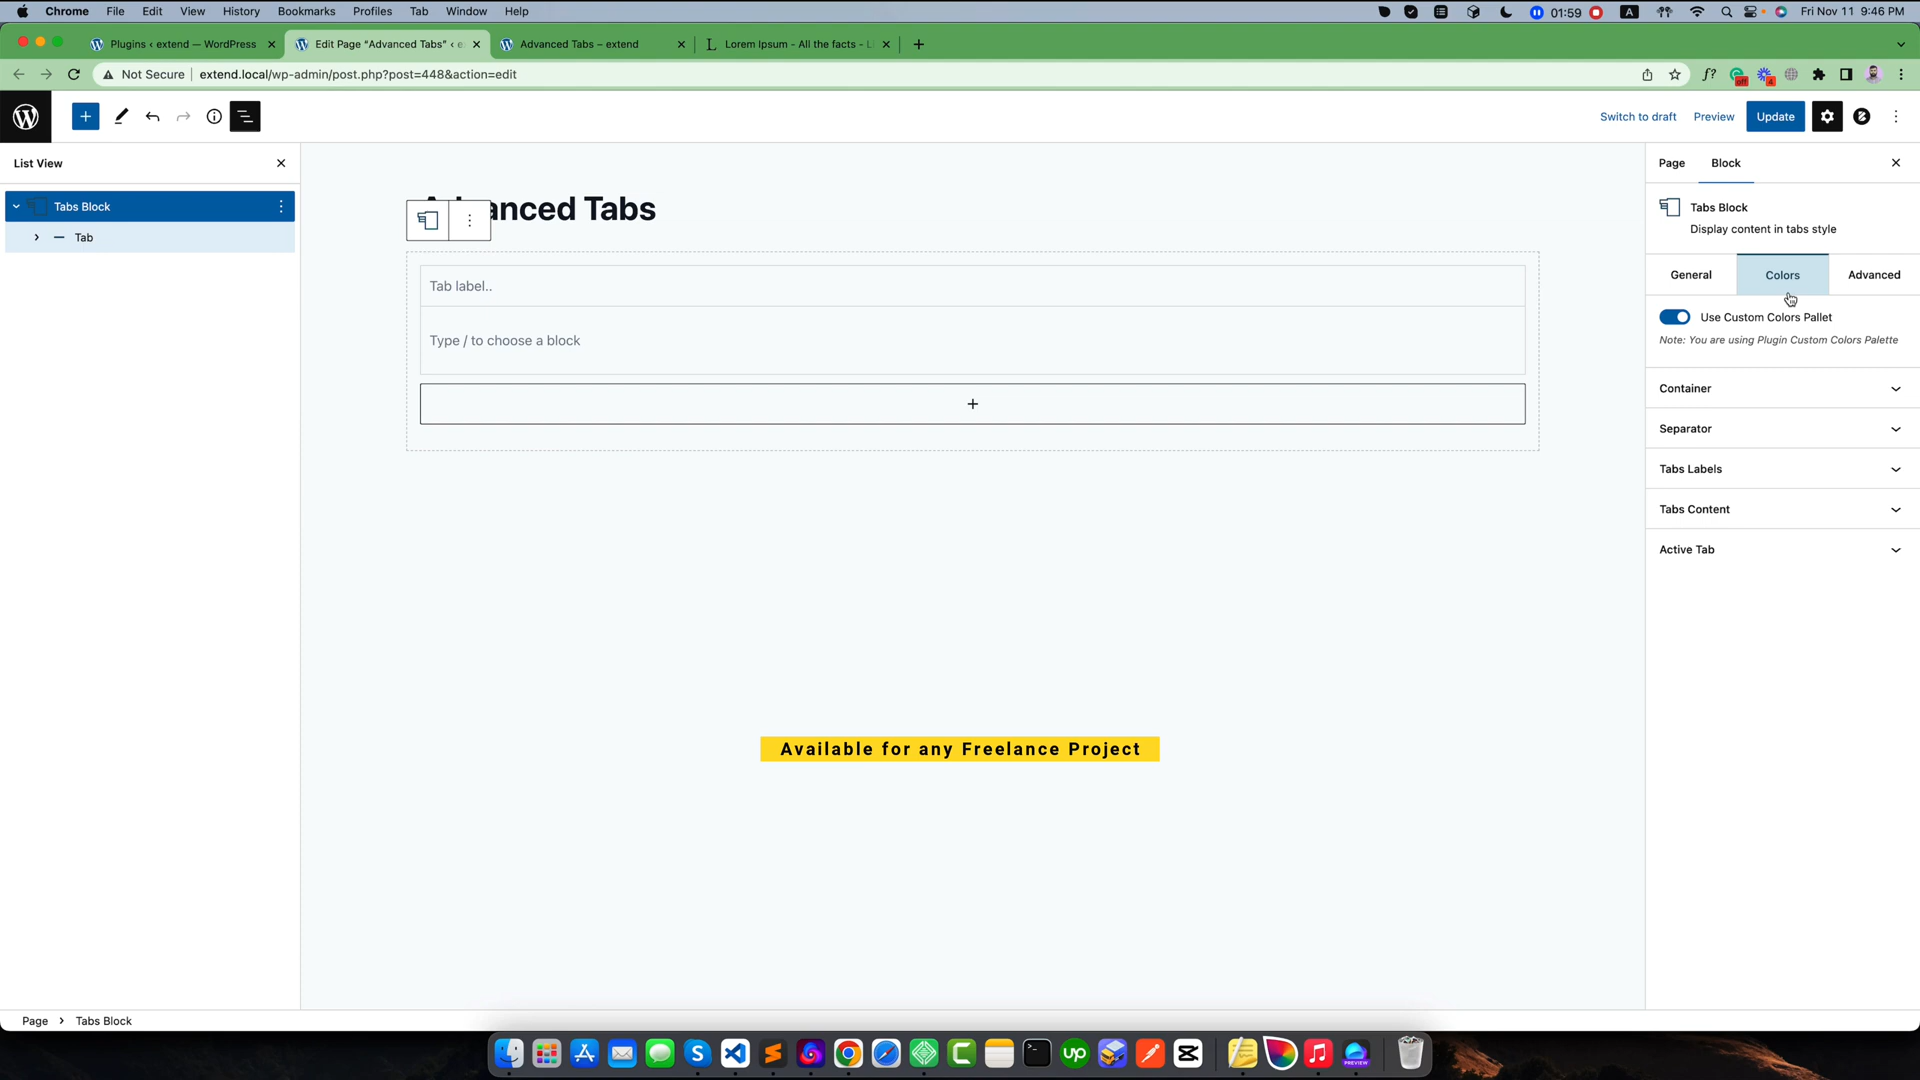 Chrome File Edit View History Bookmarks Profiles Tab Window Help 01:59 A Fri Nov 11 9:46 PM
Plugins ‹ extend — WordPress Edit Page “Advanced Tabs” ‹ e Advanced Tabs – extend Lorem Ipsum - All the facts - L
Not Secure extend.local/wp-admin/post.php?post=448&action=edit
Switch to draft Preview Update
List View
Page Block
Tabs Block
Tab
anced Tabs
Tabs Block
Display content in tabs style
General Colors Advanced
Tab label..
Use Custom Colors Pallet
Note: You are using Plugin Custom Colors Palette
Type / to choose a block
Container
Separator
Tabs Labels
Tabs Content
Active Tab
Available for any Freelance Project
Page Tabs Block